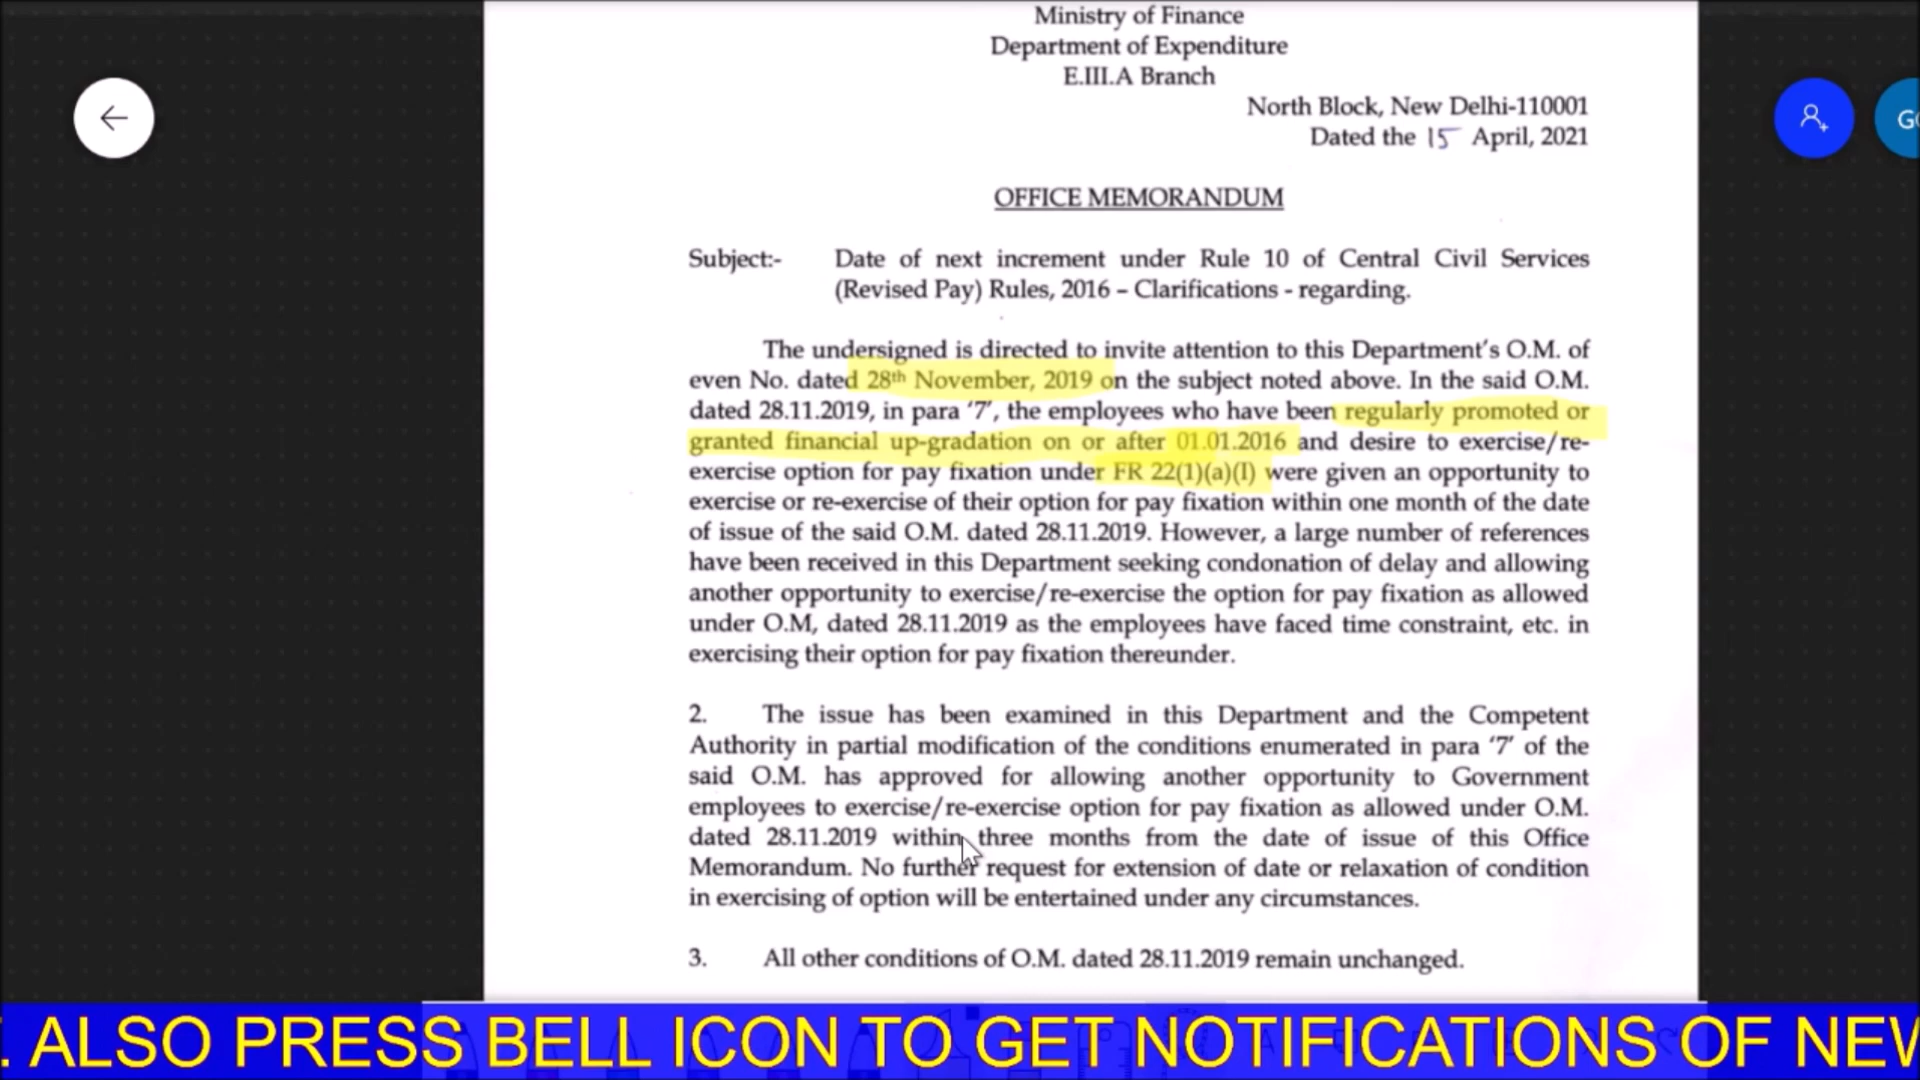 Ministry of Finance
Department of Expenditure
E.III.A Branch
North Block, New Delhi-110001
Dated the 15 April, 2021
OFFICE MEMORANDUM
Subject:- Date of next increment under Rule 10 of Central Civil Services
(Revised Pay) Rules, 2016 – Clarifications - regarding.
The undersigned is directed to invite attention to this Department's O.M. of
even No. dated 28th November, 2019 on the subject noted above. In the said O.M.
dated 28.11.2019, in para '7', the employees who have been regularly promoted or
granted financial up-gradation on or after 01.01.2016 and desire to exercise/re-
exercise option for pay fixation under FR 22(1)(a)(I) were given an opportunity to
exercise or re-exercise of their option for pay fixation within one month of the date
of issue of the said O.M. dated 28.11.2019. However, a large number of references
have been received in this Department seeking condonation of delay and allowing
another opportunity to exercise/re-exercise the option for pay fixation as allowed
under O.M, dated 28.11.2019 as the employees have faced time constraint, etc. in
exercising their option for pay fixation thereunder.
2. The issue has been examined in this Department and the Competent
Authority in partial modification of the conditions enumerated in para '7' of the
said O.M. has approved for allowing another opportunity to Government
employees to exercise/re-exercise option for pay fixation as allowed under O.M.
dated 28.11.2019 within three months from the date of issue of this Office
Memorandum. No further request for extension of date or relaxation of condition
in exercising of option will be entertained under any circumstances.
3. All other conditions of O.M. dated 28.11.2019 remain unchanged.
. ALSO PRESS BELL ICON TO GET NOTIFICATIONS OF NEW